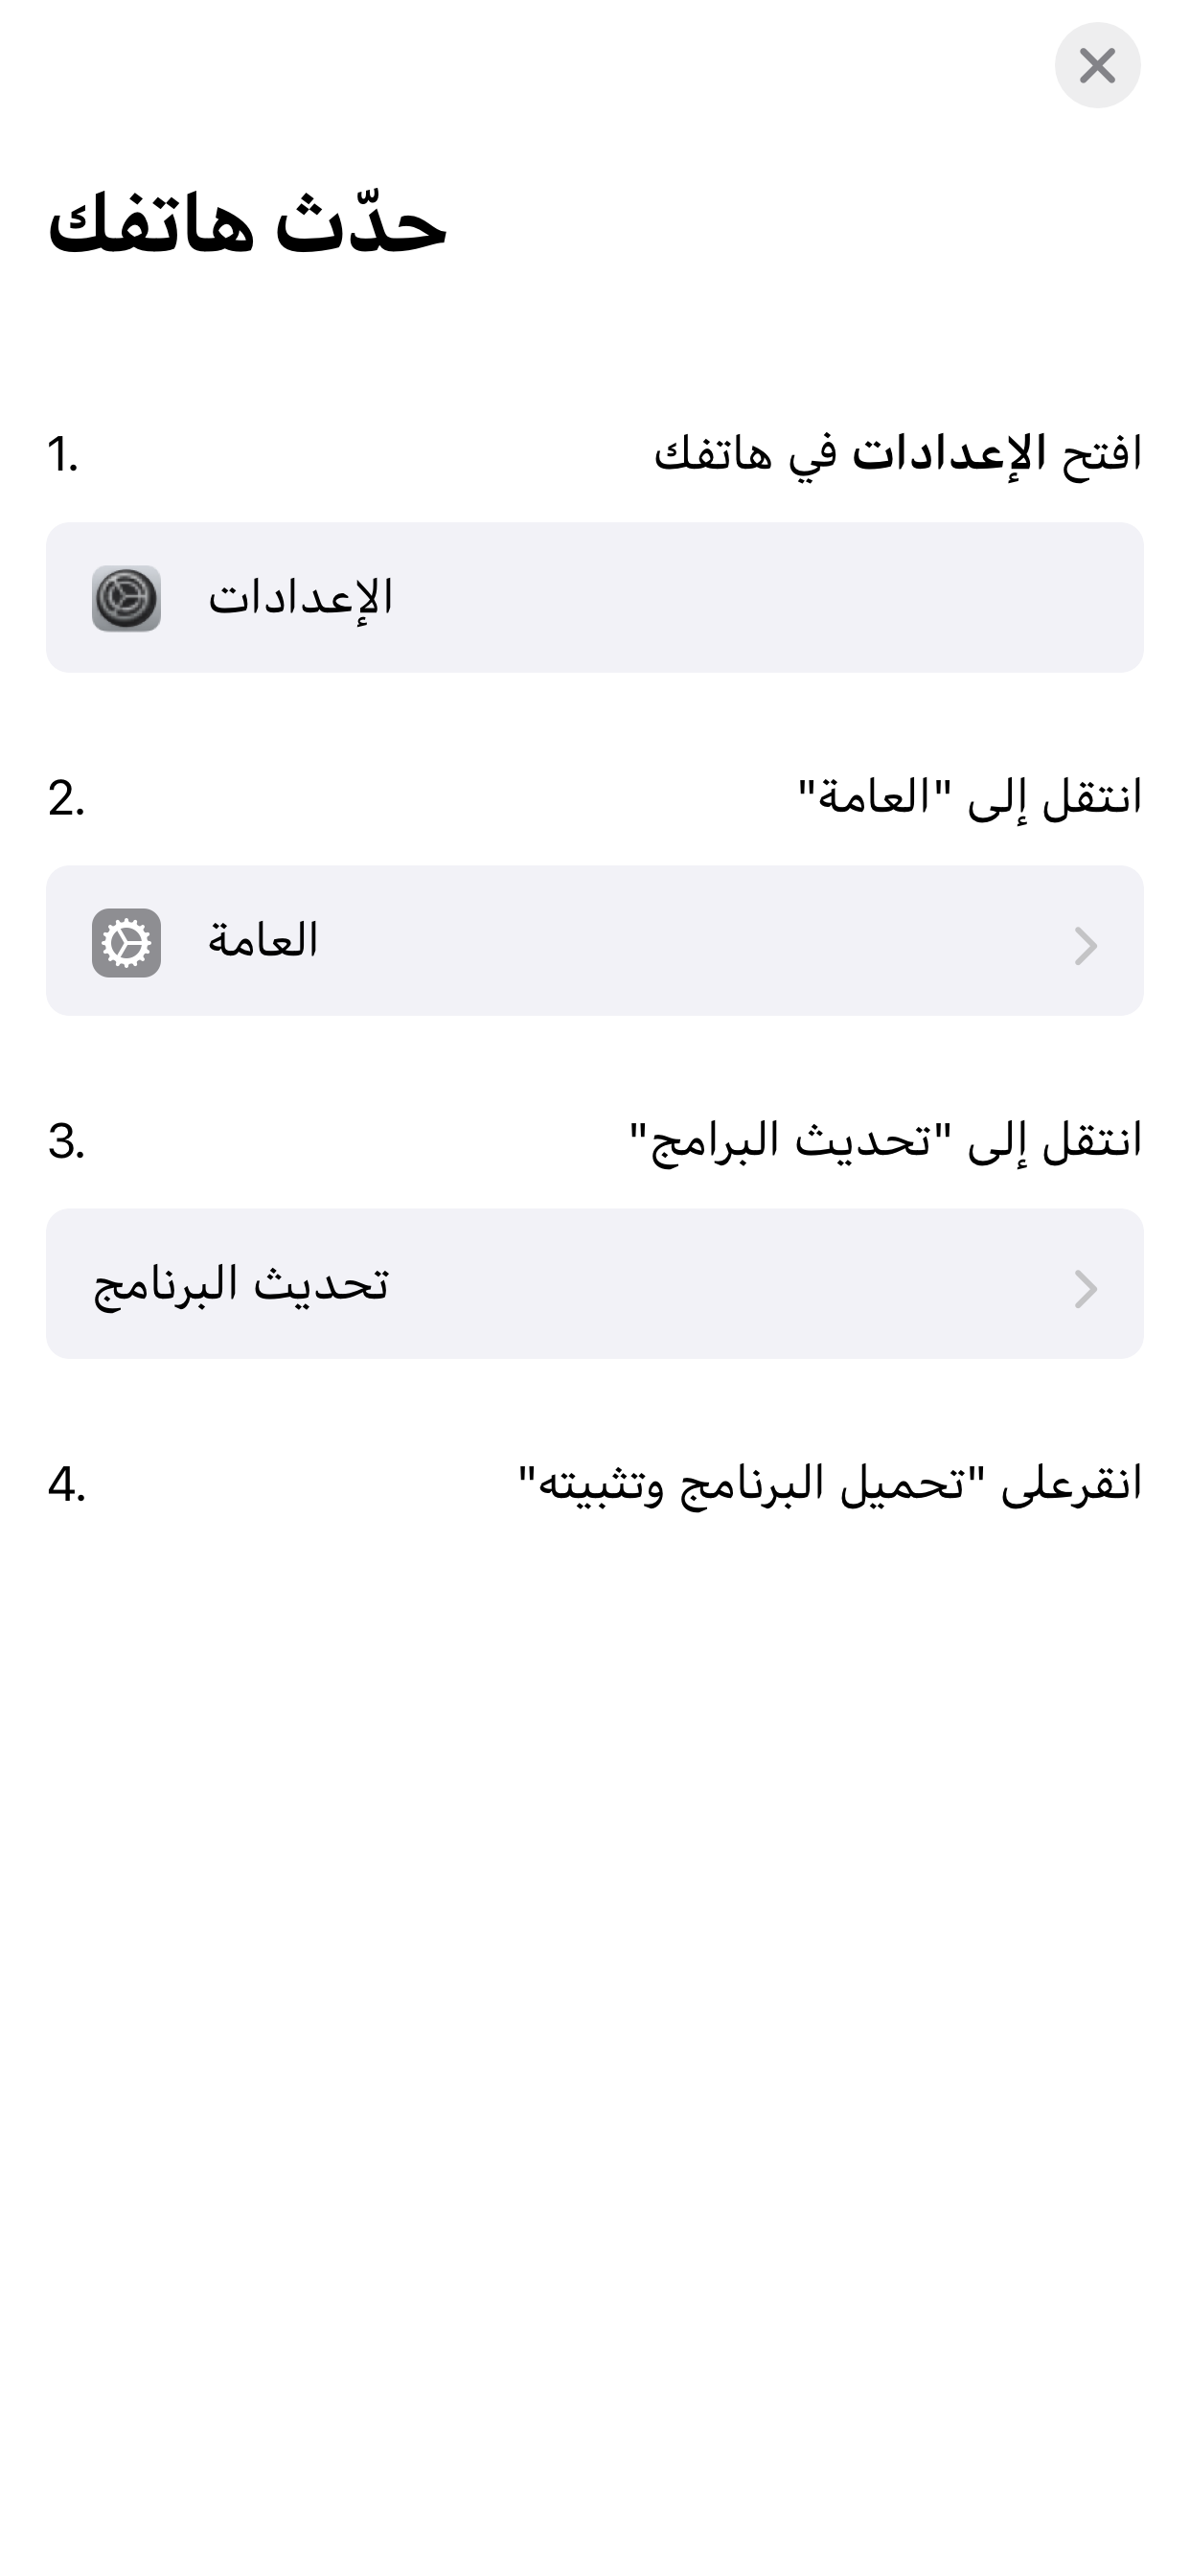 حدّث هاتفك
1. افتح الإعدادات في هاتفك
الإعدادات
2. انتقل إلى "العامة"
العامة
3. انتقل إلى "تحديث البرامج"
تحديث البرنامج
4. انقرعلى "تحميل البرنامج وتثبيته"